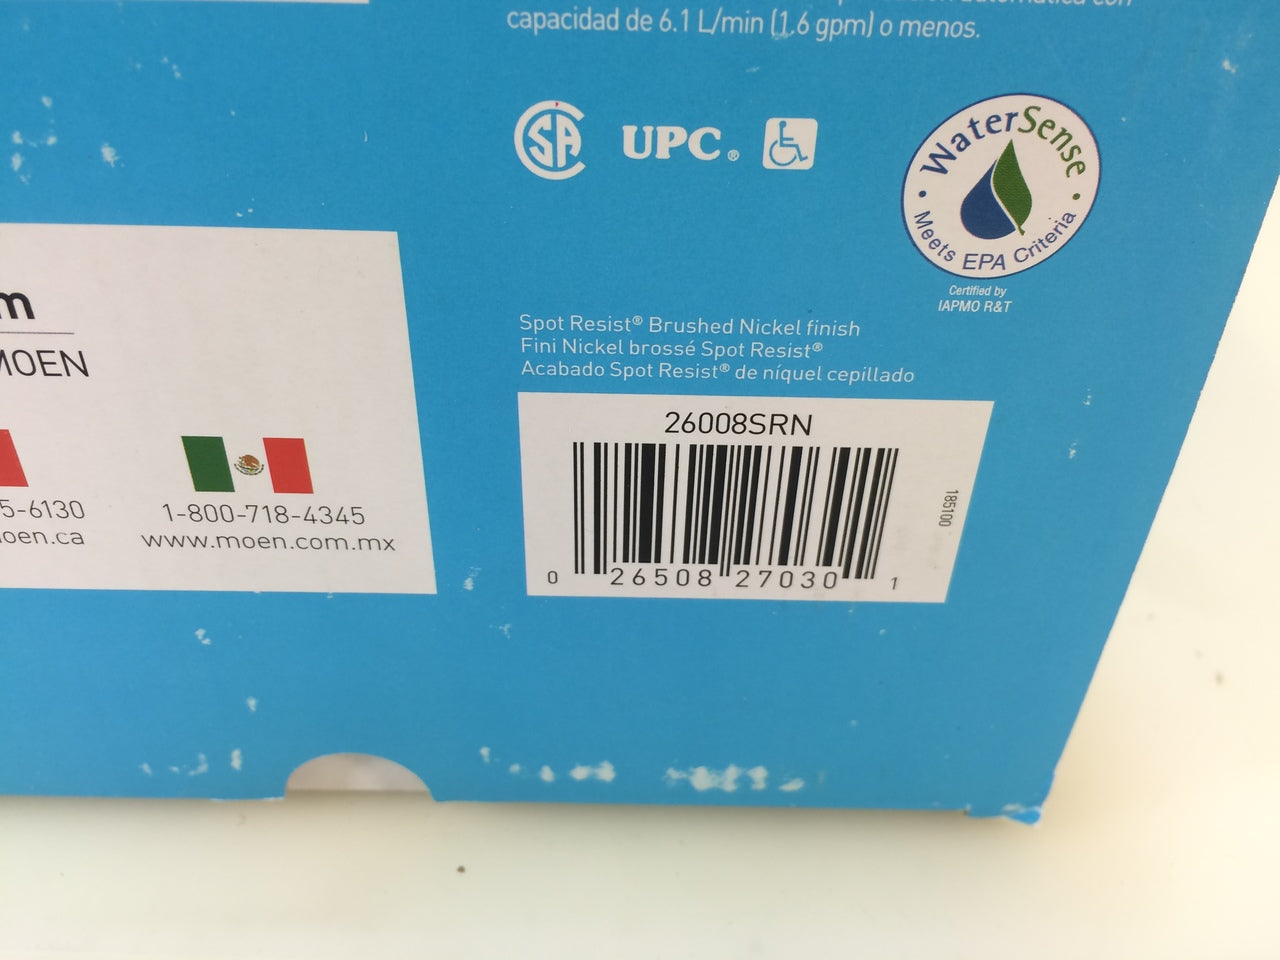 capacidad de 6.1 L/min (1.6 gpm) o menos.
SA
UPC®
WaterSense
Meets EPA Criteria
Certified by
IAPMO R&T
Spot Resist® Brushed Nickel finish
Fini Nickel brossé Spot Resist®
Acabado Spot Resist® de níquel cepillado
26008SRN
185100
0 26508 27030 1
m
MOEN
5-6130
oen.ca
1-800-718-4345
www.moen.com.mx